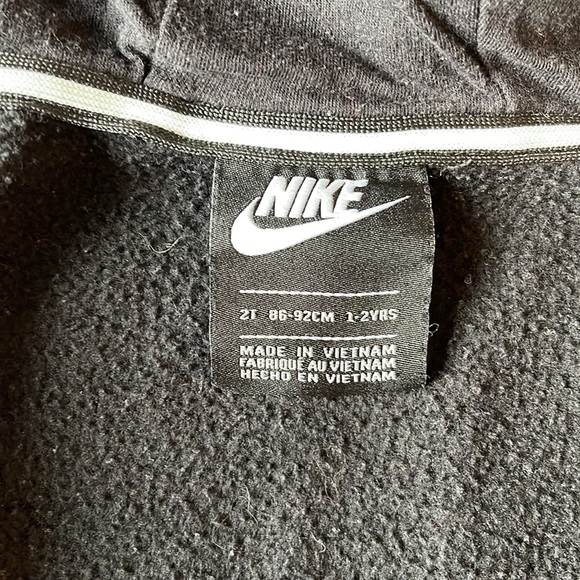 NIKE
2T 86-92CM 1-2YRS
MADE IN VIETNAM
FABRIQUÉ AU VIETNAM
HECHO EN VIETNAM